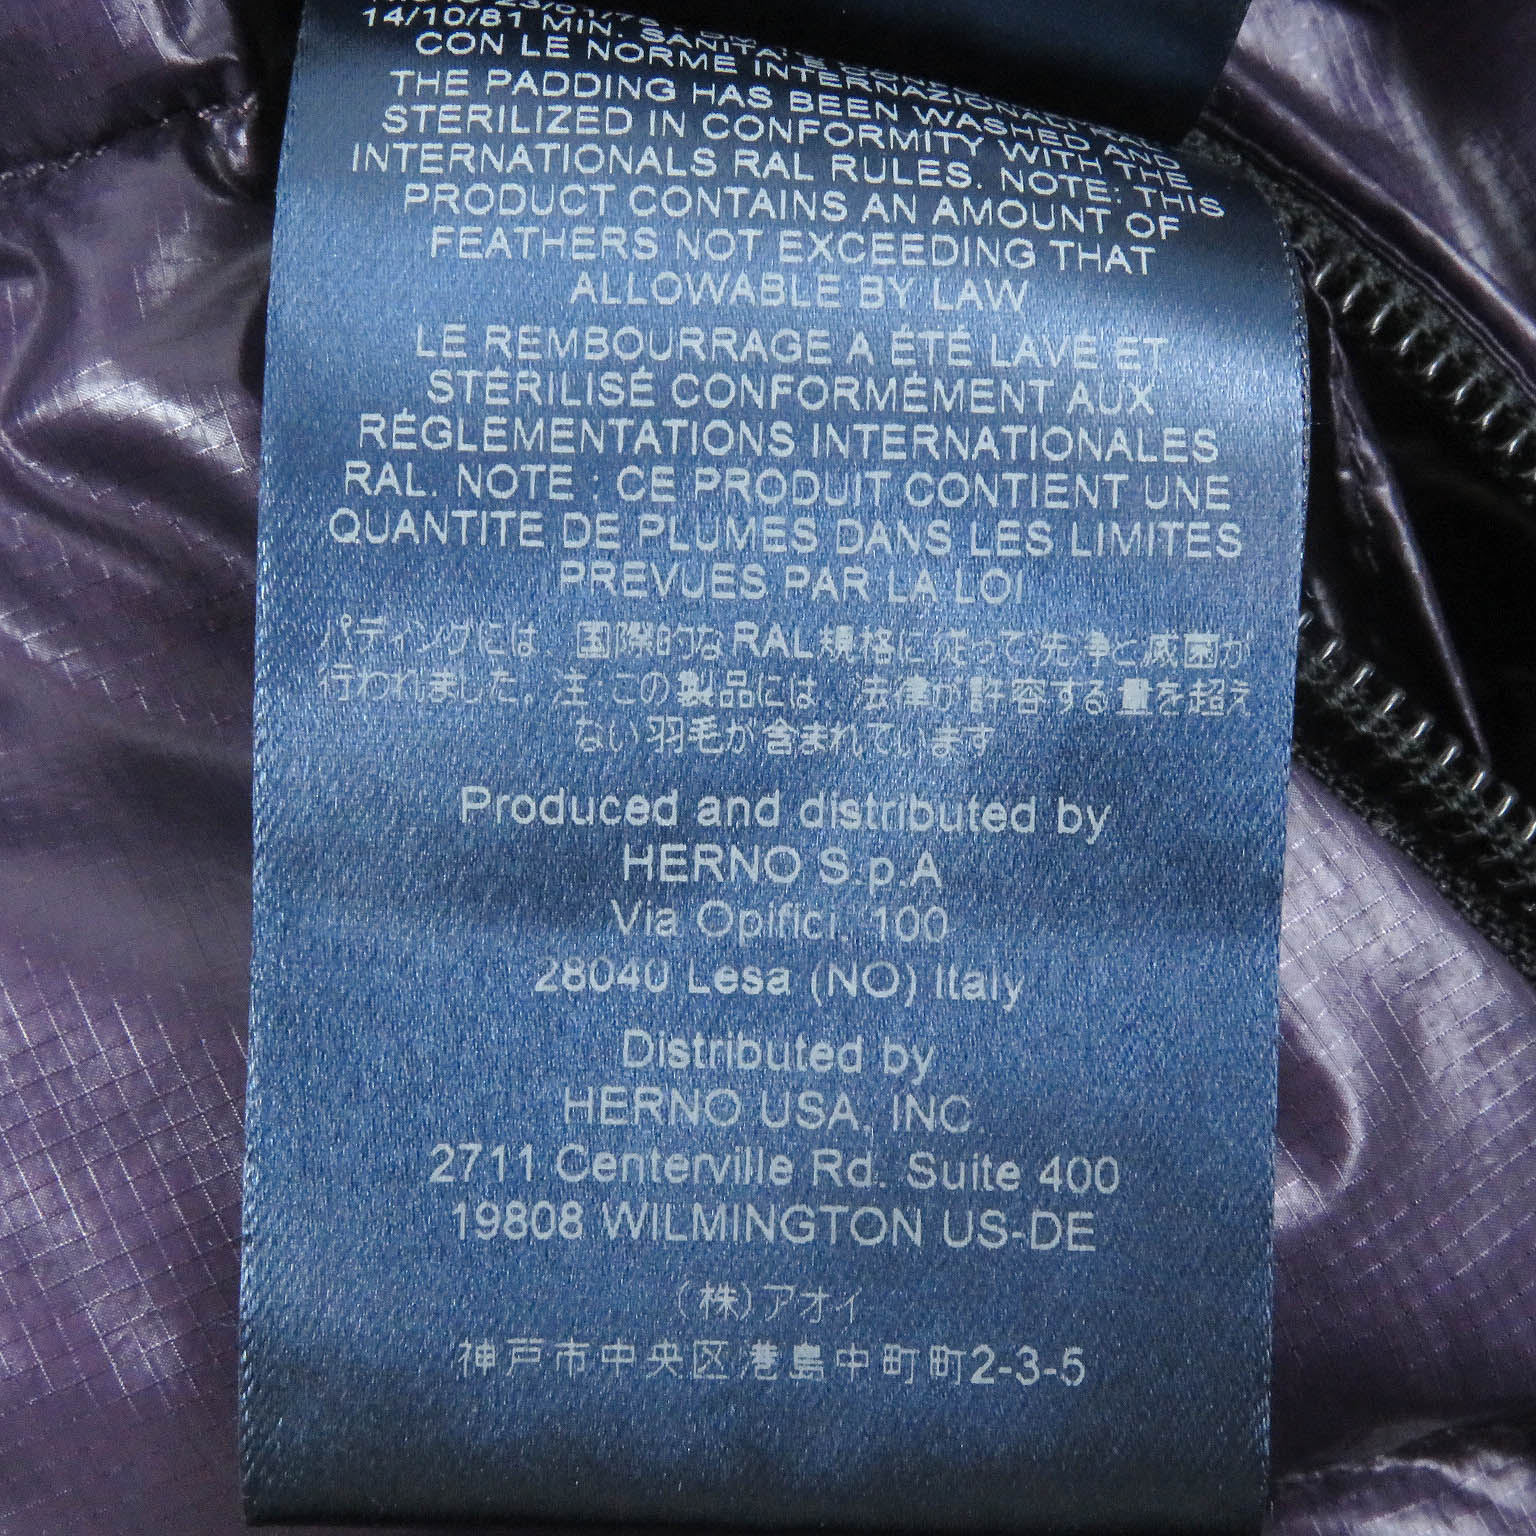 14/10/81 MIN. SANITA' E
CON LE NORME INTERNAZIONALI RAL
THE PADDING HAS BEEN WASHED AND
STERILIZED IN CONFORMITY WITH THE
INTERNATIONALS RAL RULES. NOTE: THIS
PRODUCT CONTAINS AN AMOUNT OF
FEATHERS NOT EXCEEDING THAT
ALLOWABLE BY LAW
LE REMBOURRAGE A ÉTÉ LAVÉ ET
STÉRILISÉ CONFORMÉMENT AUX
RÉGLEMENTATIONS INTERNATIONALES
RAL. NOTE : CE PRODUIT CONTIENT UNE
QUANTITE DE PLUMES DANS LES LIMITES
PREVUES PAR LA LOI
パディングには、国際的なRAL規格に従って洗浄と滅菌が
行われました。注:この製品には、法律が許容する量を超え
ない羽毛が含まれています
Produced and distributed by
HERNO S.p.A
Via Opifici, 100
28040 Lesa (NO) Italy
Distributed by
HERNO USA, INC
2711 Centerville Rd. Suite 400
19808 WILMINGTON US-DE
(株)アオイ
神戸市中央区港島中町町2-3-5